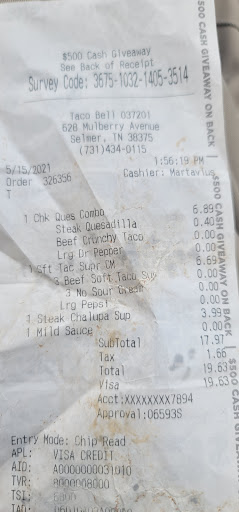 $500 Cash Giveaway
See Back of Receipt
Survey Code: 3675-1032-1405-3514
Taco Bell 037201
626 Mulberry Avenue
Selmer, TN 38375
(731)434-0115
5/15/2021 1:56:19 PM
Order 326356 Cashier: Martavius
T
1 Chk Ques Combo 6.89
Steak Quesadilla 0.40
Beef Crunchy Taco 0.00
Lrg Dr Pepper 0.00
1 Sft Tac Supr CM 6.69
3 Beef Soft Taco Sup 0.00
3 No Sour Cream 0.00
Lrg Pepsi 0.00
1 Steak Chalupa Sup 3.99
1 Mild Sauce 0.00
SubTotal 17.97
Tax 1.66
Total 19.63
Visa 19.63
Acct:XXXXXXXX7894
Approval:06593S
Entry Mode: Chip Read
APL: VISA CREDIT
AID: A0000000031010
TVR: 8080008000
TSI: 6800
IAD:
$500 CASH GIVEAWAY ON BACK
$500 CASH GIVEAWAY ON BACK
$500 CASH